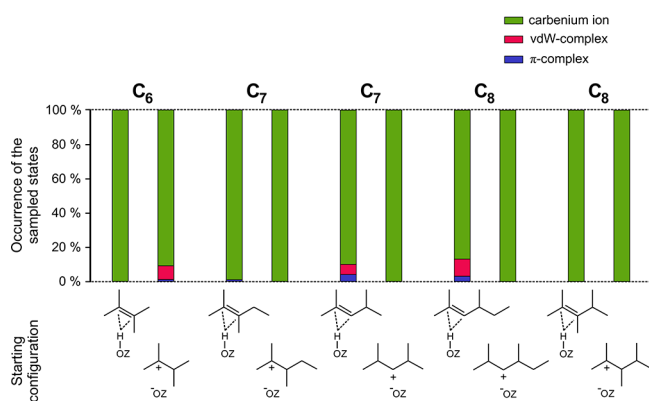 carbenium ion
vdW-complex
π-complex
C6 C7 C7 C8 C8
100 %
80 %
60 %
40 %
20 %
0 %
Occurrence of the
sampled states
Starting
configuration
H H H H H
OZ OZ OZ OZ OZ
+ + + + +
-OZ -OZ -OZ -OZ -OZ